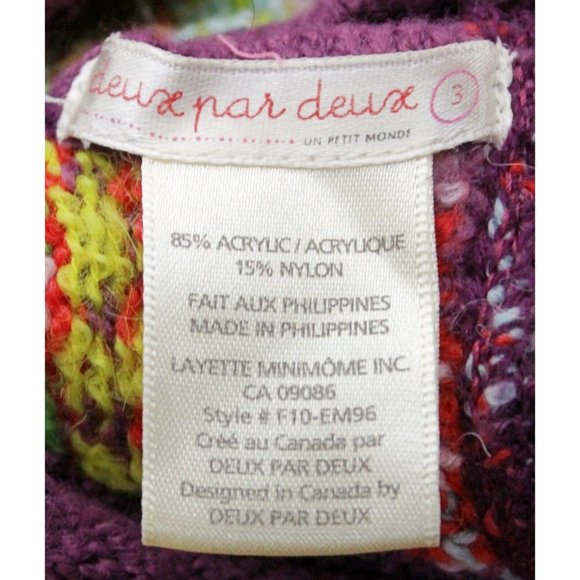 deux par deux 3
UN PETIT MONDE
85% ACRYLIC / ACRYLIQUE
15% NYLON
FAIT AUX PHILIPPINES
MADE IN PHILIPPINES
LAYETTE MINIMÔME INC.
CA 09086
Style # F10-EM96
Créé au Canada par
DEUX PAR DEUX
Designed in Canada by
DEUX PAR DEUX